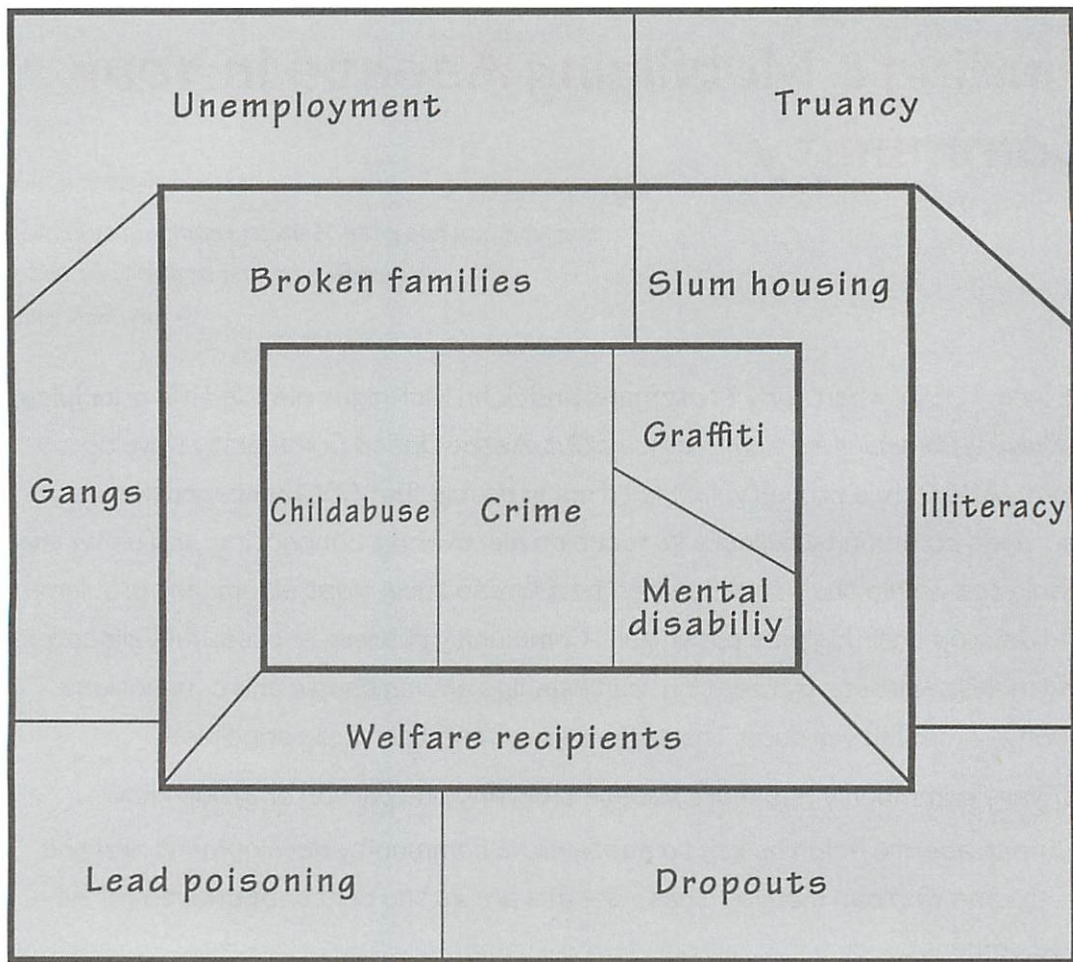 Unemployment
Truancy
Broken families
Slum housing
Gangs
Childabuse
Crime
Graffiti
Mental
disabiliy
Illiteracy
Welfare recipients
Lead poisoning
Dropouts